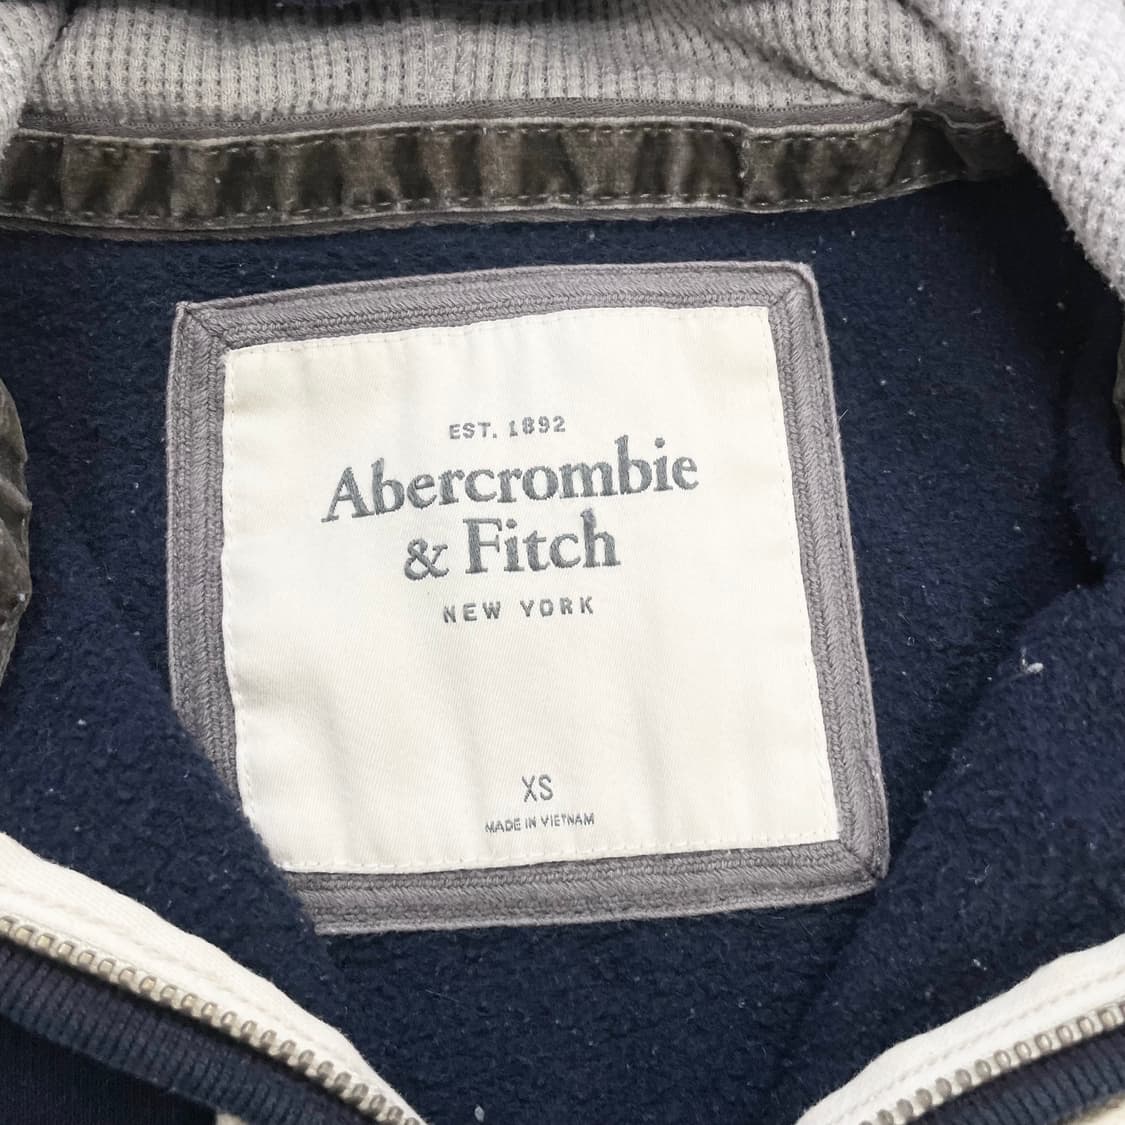 EST. 1892
Abercrombie
& Fitch
NEW YORK
XS
MADE IN VIETNAM